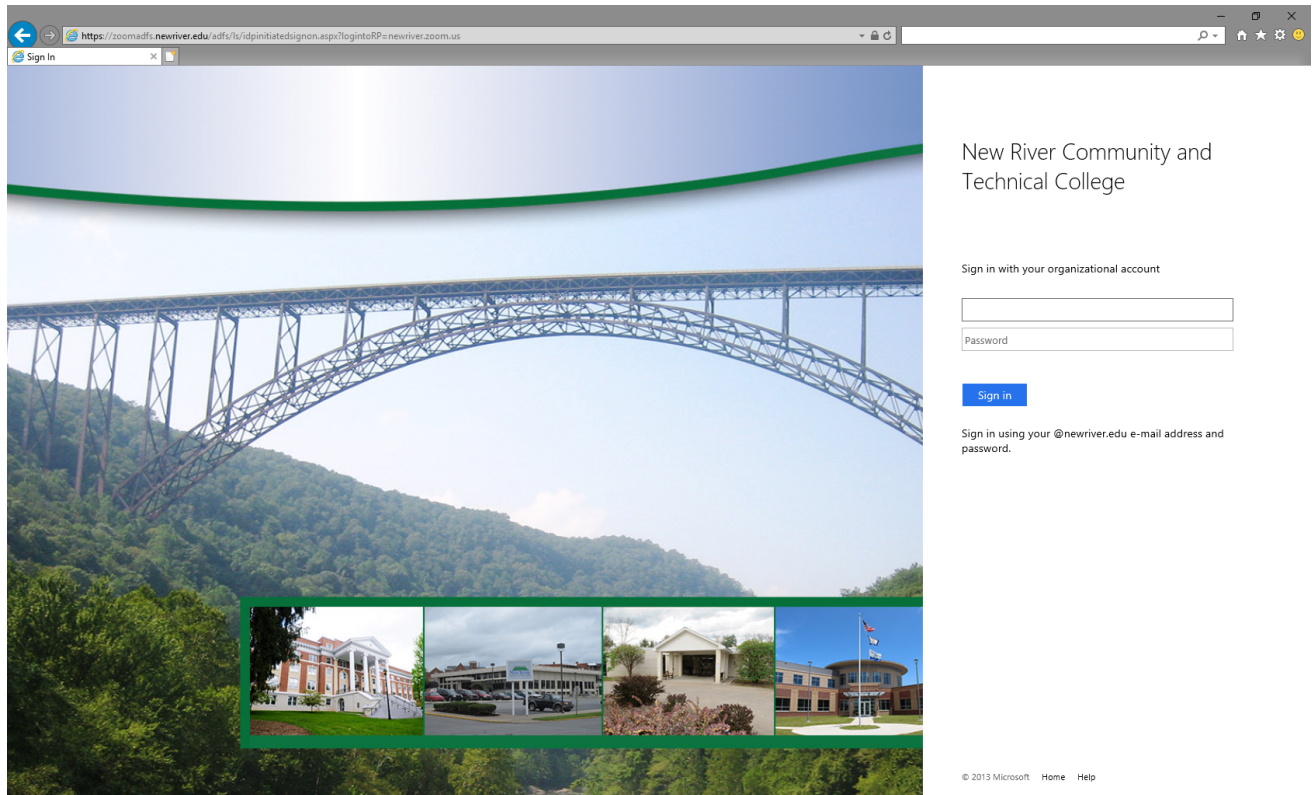 https://zoomadfs.newriver.edu/adfs/ls/idpinitiatedsignon.aspx?logintoRP=newriver.zoom.us
Sign In
New River Community and
Technical College
Sign in with your organizational account
Password
Sign in
Sign in using your @newriver.edu e-mail address and
password.
© 2013 Microsoft Home Help